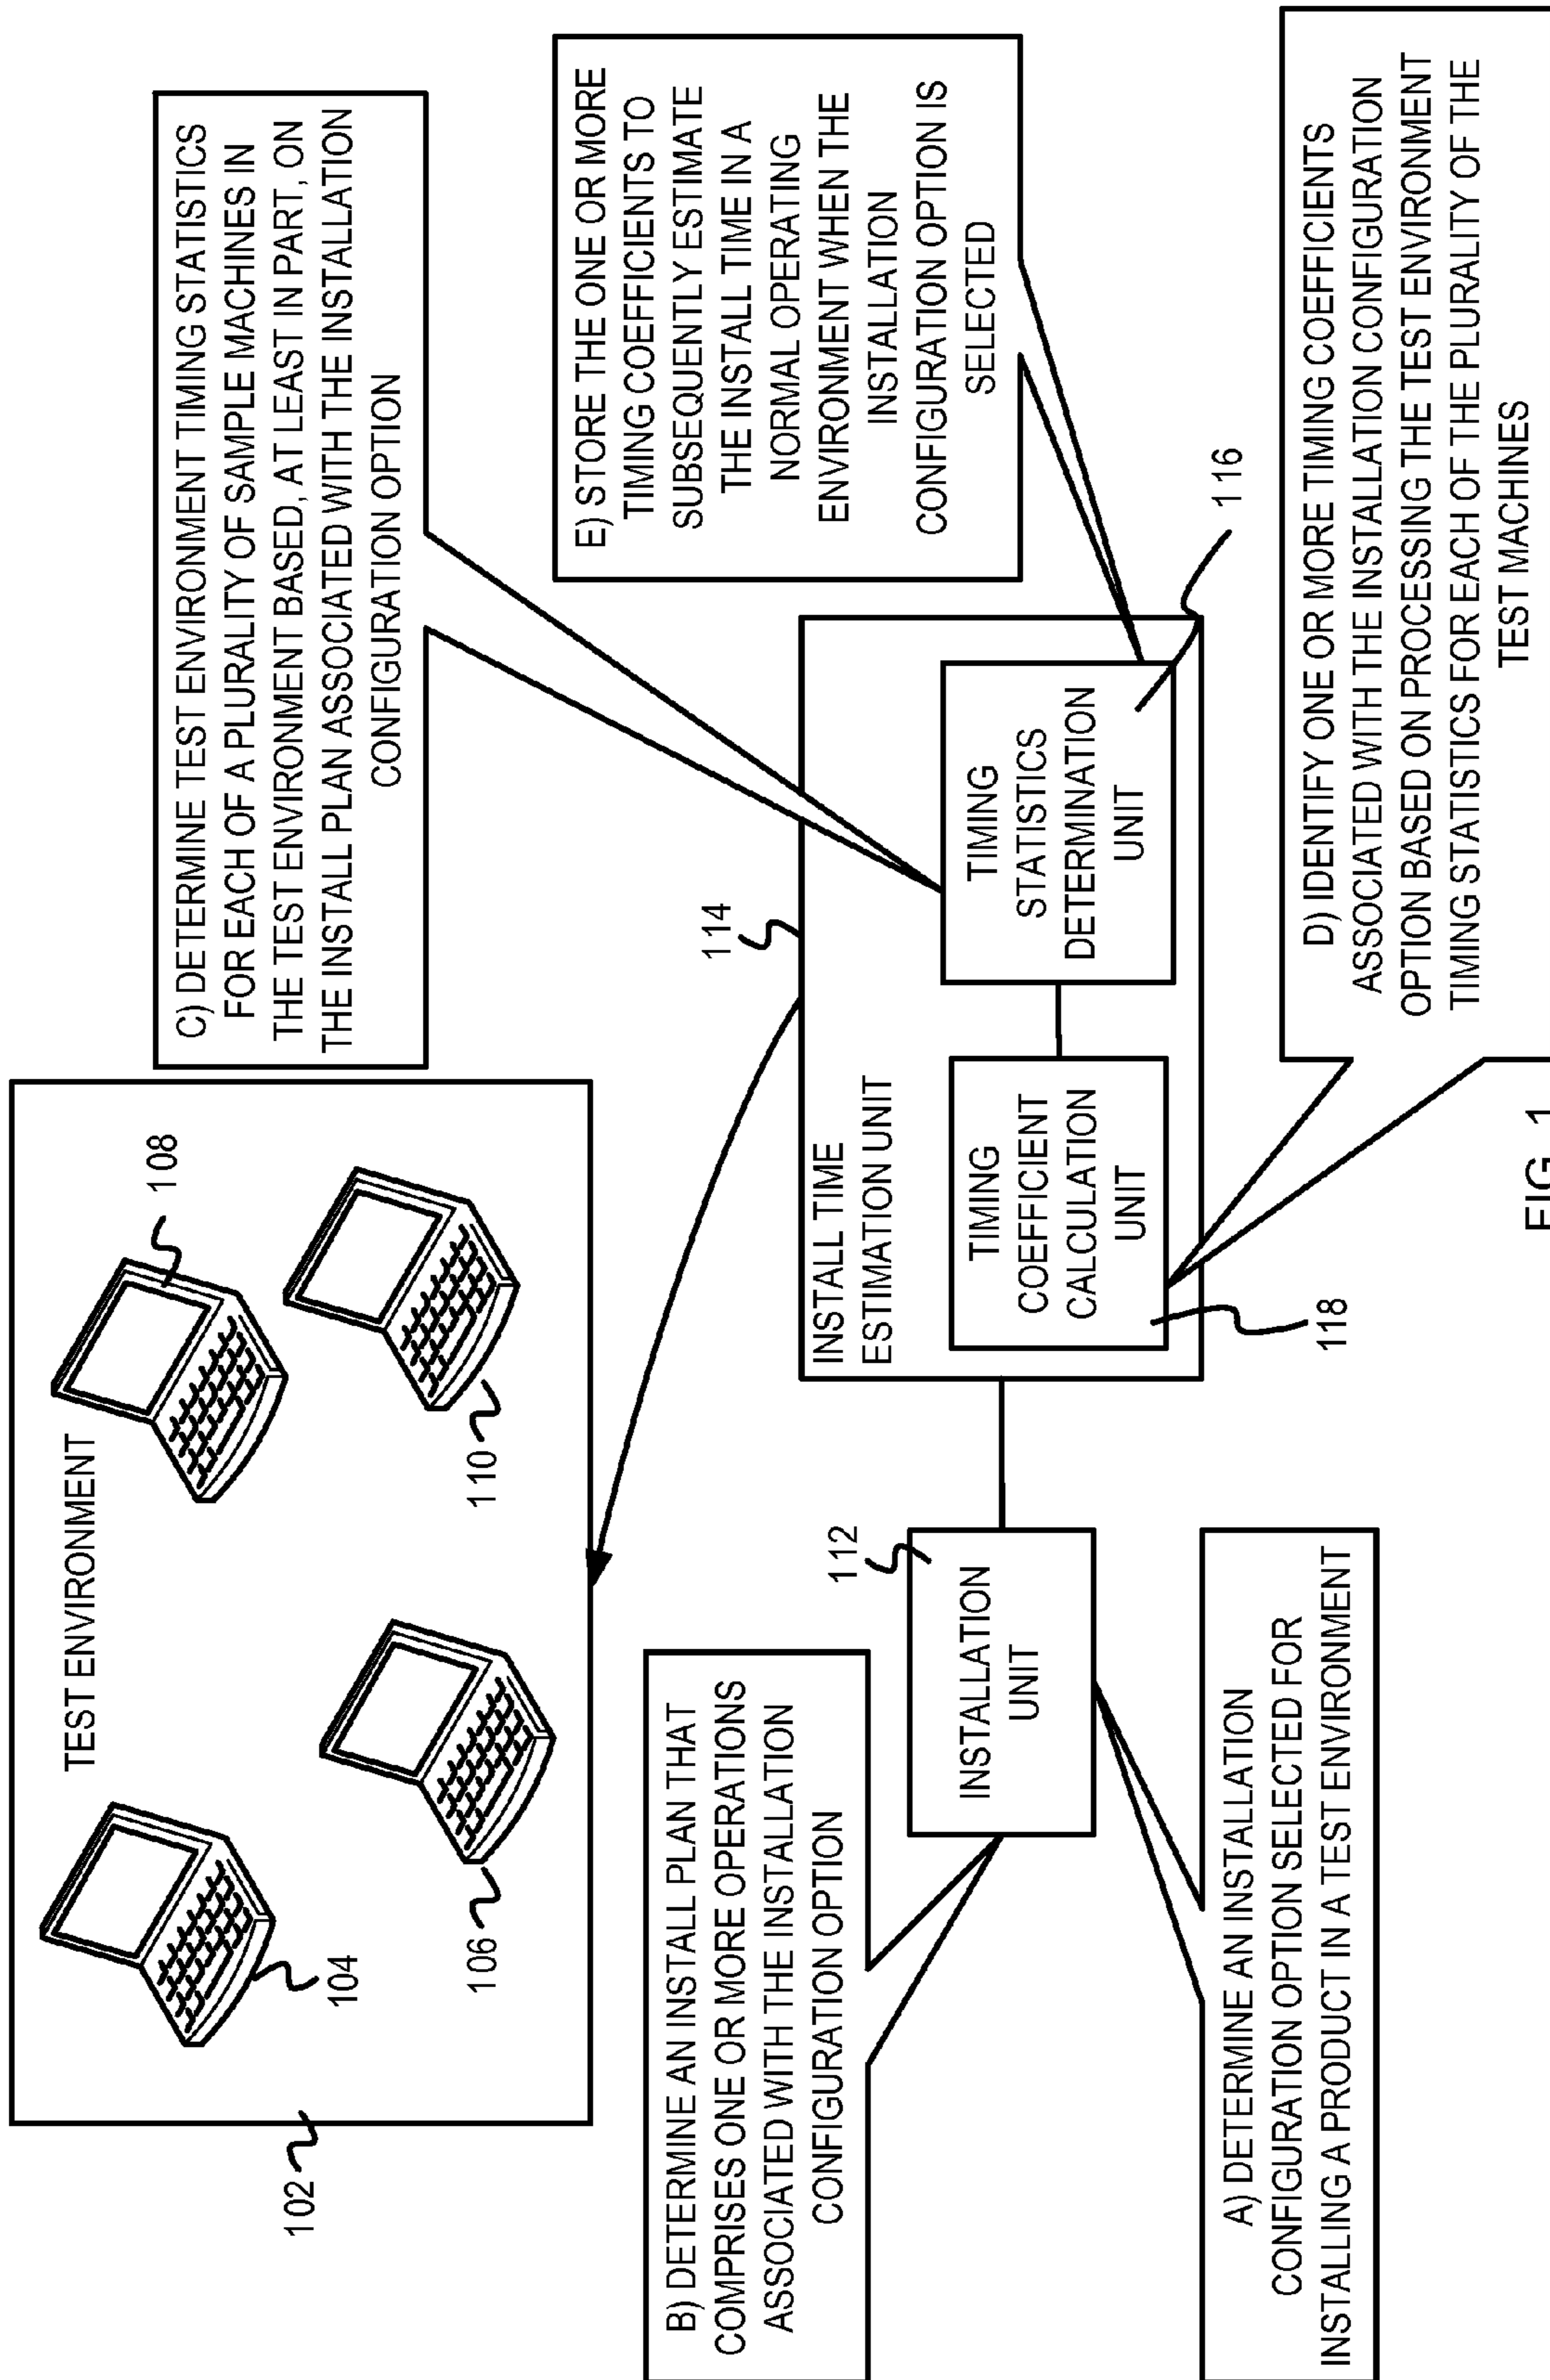 TEST ENVIRONMENT
102
104
106
108
110
C) DETERMINE TEST ENVIRONMENT TIMING STATISTICS
FOR EACH OF A PLURALITY OF SAMPLE MACHINES IN
THE TEST ENVIRONMENT BASED, AT LEAST IN PART, ON
THE INSTALL PLAN ASSOCIATED WITH THE INSTALLATION
CONFIGURATION OPTION
B) DETERMINE AN INSTALL PLAN THAT
COMPRISES ONE OR MORE OPERATIONS
ASSOCIATED WITH THE INSTALLATION
CONFIGURATION OPTION
112
INSTALLATION
UNIT
114
INSTALL TIME
ESTIMATION UNIT
TIMING
COEFFICIENT
CALCULATION
UNIT
118
TIMING
STATISTICS
DETERMINATION
UNIT
116
E) STORE THE ONE OR MORE
TIMING COEFFICIENTS TO
SUBSEQUENTLY ESTIMATE
THE INSTALL TIME IN A
NORMAL OPERATING
ENVIRONMENT WHEN THE
INSTALLATION
CONFIGURATION OPTION IS
SELECTED
A) DETERMINE AN INSTALLATION
CONFIGURATION OPTION SELECTED FOR
INSTALLING A PRODUCT IN A TEST ENVIRONMENT
D) IDENTIFY ONE OR MORE TIMING COEFFICIENTS
ASSOCIATED WITH THE INSTALLATION CONFIGURATION
OPTION BASED ON PROCESSING THE TEST ENVIRONMENT
TIMING STATISTICS FOR EACH OF THE PLURALITY OF THE
TEST MACHINES
FIG. 1